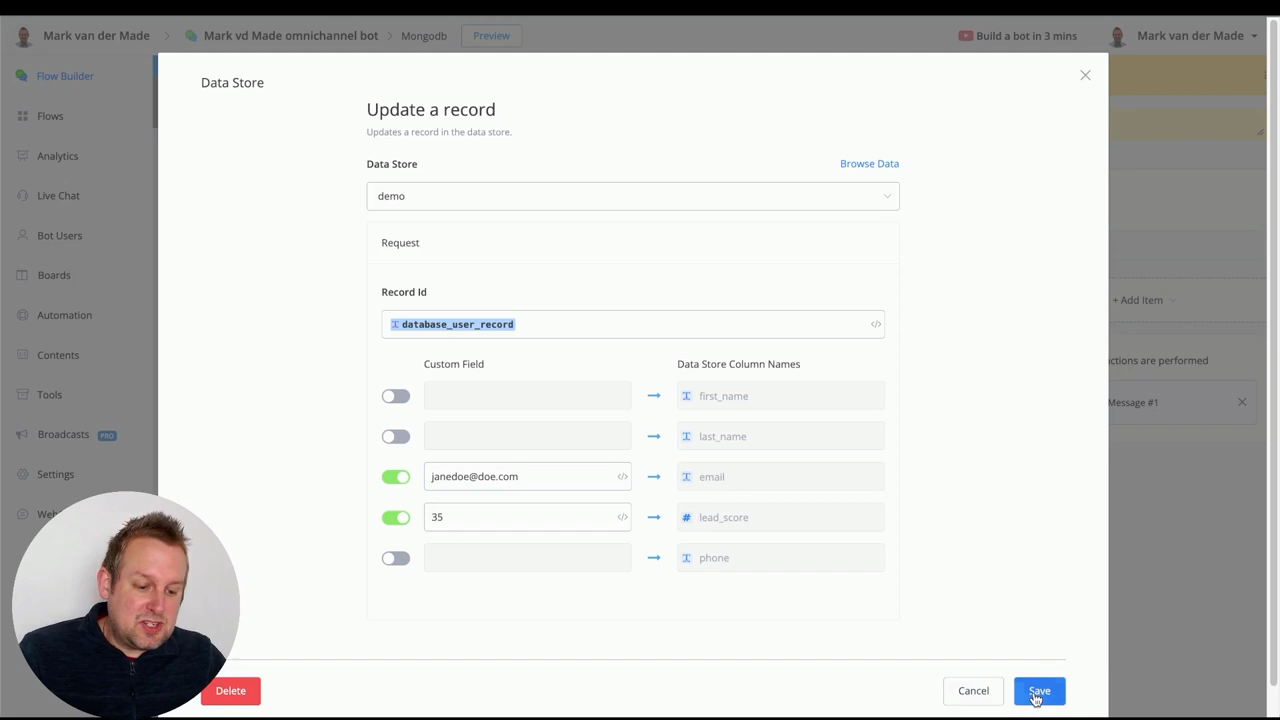 Mark van der Made
Mark vd Made omnichannel bot
Mongodb
Preview
Build a bot in 3 mins
Mark van der Made
Flow Builder
Flows
Analytics
Live Chat
Bot Users
Boards
Automation
Contents
Tools
Broadcasts PRO
Settings
Data Store
Update a record
Updates a record in the data store.
Data Store
Browse Data
demo
Request
Record Id
database_user_record
Custom Field
Data Store Column Names
first_name
last_name
janedoe@doe.com
email
35
lead_score
phone
+ Add Item
ctions are performed
Message #1
Delete
Cancel
Save